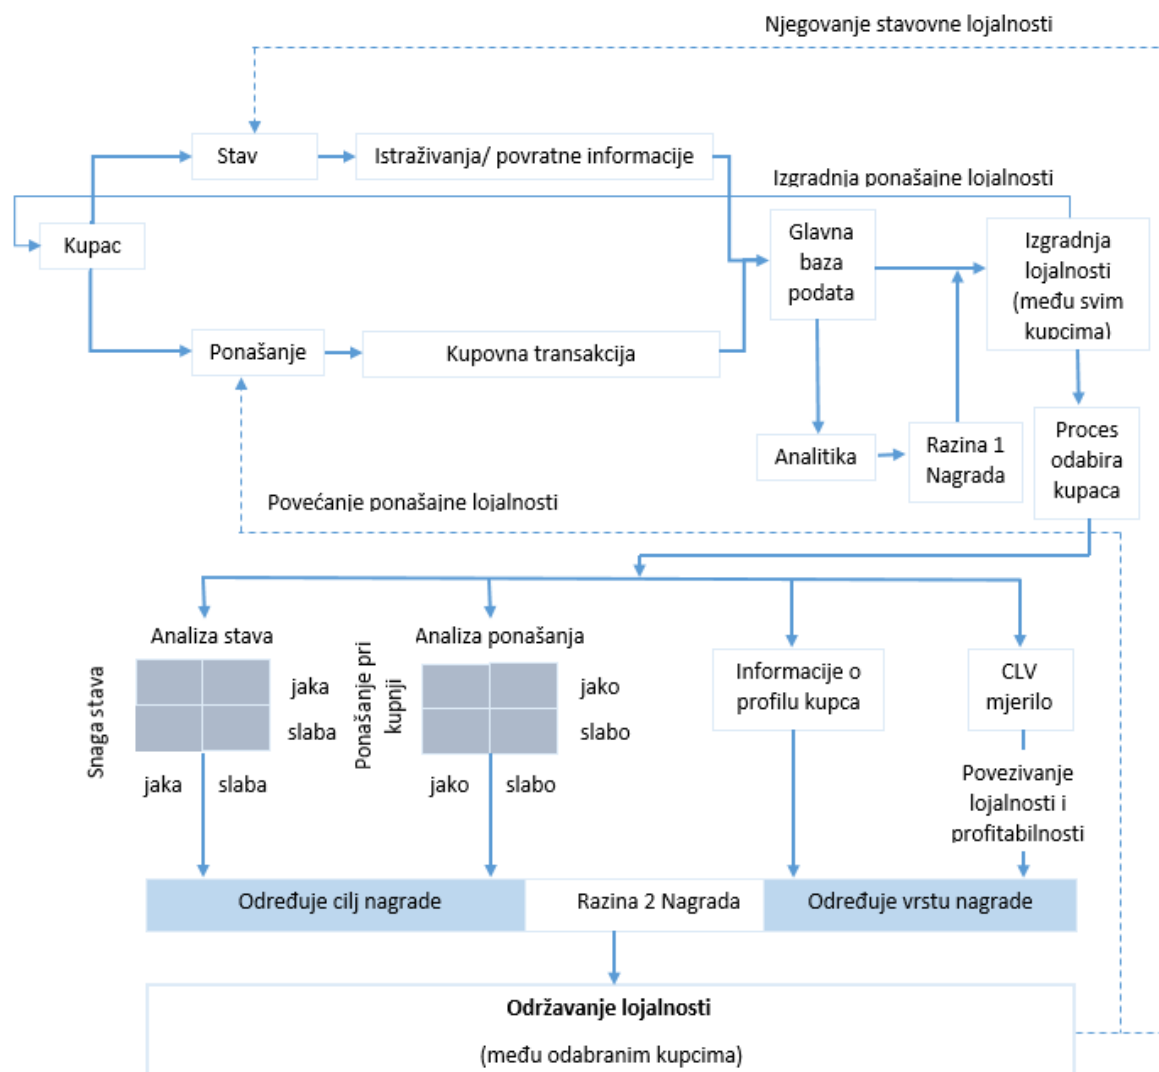 Njegovanje stavovne lojalnosti
Stav
Istraživanja/ povratne informacije
Izgradnja ponašajne lojalnosti
Kupac
Glavna
baza
podata
Izgradnja
lojalnosti
(među svim
kupcima)
Ponašanje
Kupovna transakcija
Analitika
Razina 1
Nagrada
Proces
odabira
kupaca
Povećanje ponašajne lojalnosti
Analiza stava
Snaga stava
jaka
slaba
jaka
slaba
Analiza ponašanja
Ponašanje pri
kupnji
jako
slabo
jako
slabo
Informacije o
profilu kupca
CLV
mjerilo
Povezivanje
lojalnosti i
profitabilnosti
Određuje cilj nagrade
Razina 2 Nagrada
Određuje vrstu nagrade
Održavanje lojalnosti
(među odabranim kupcima)